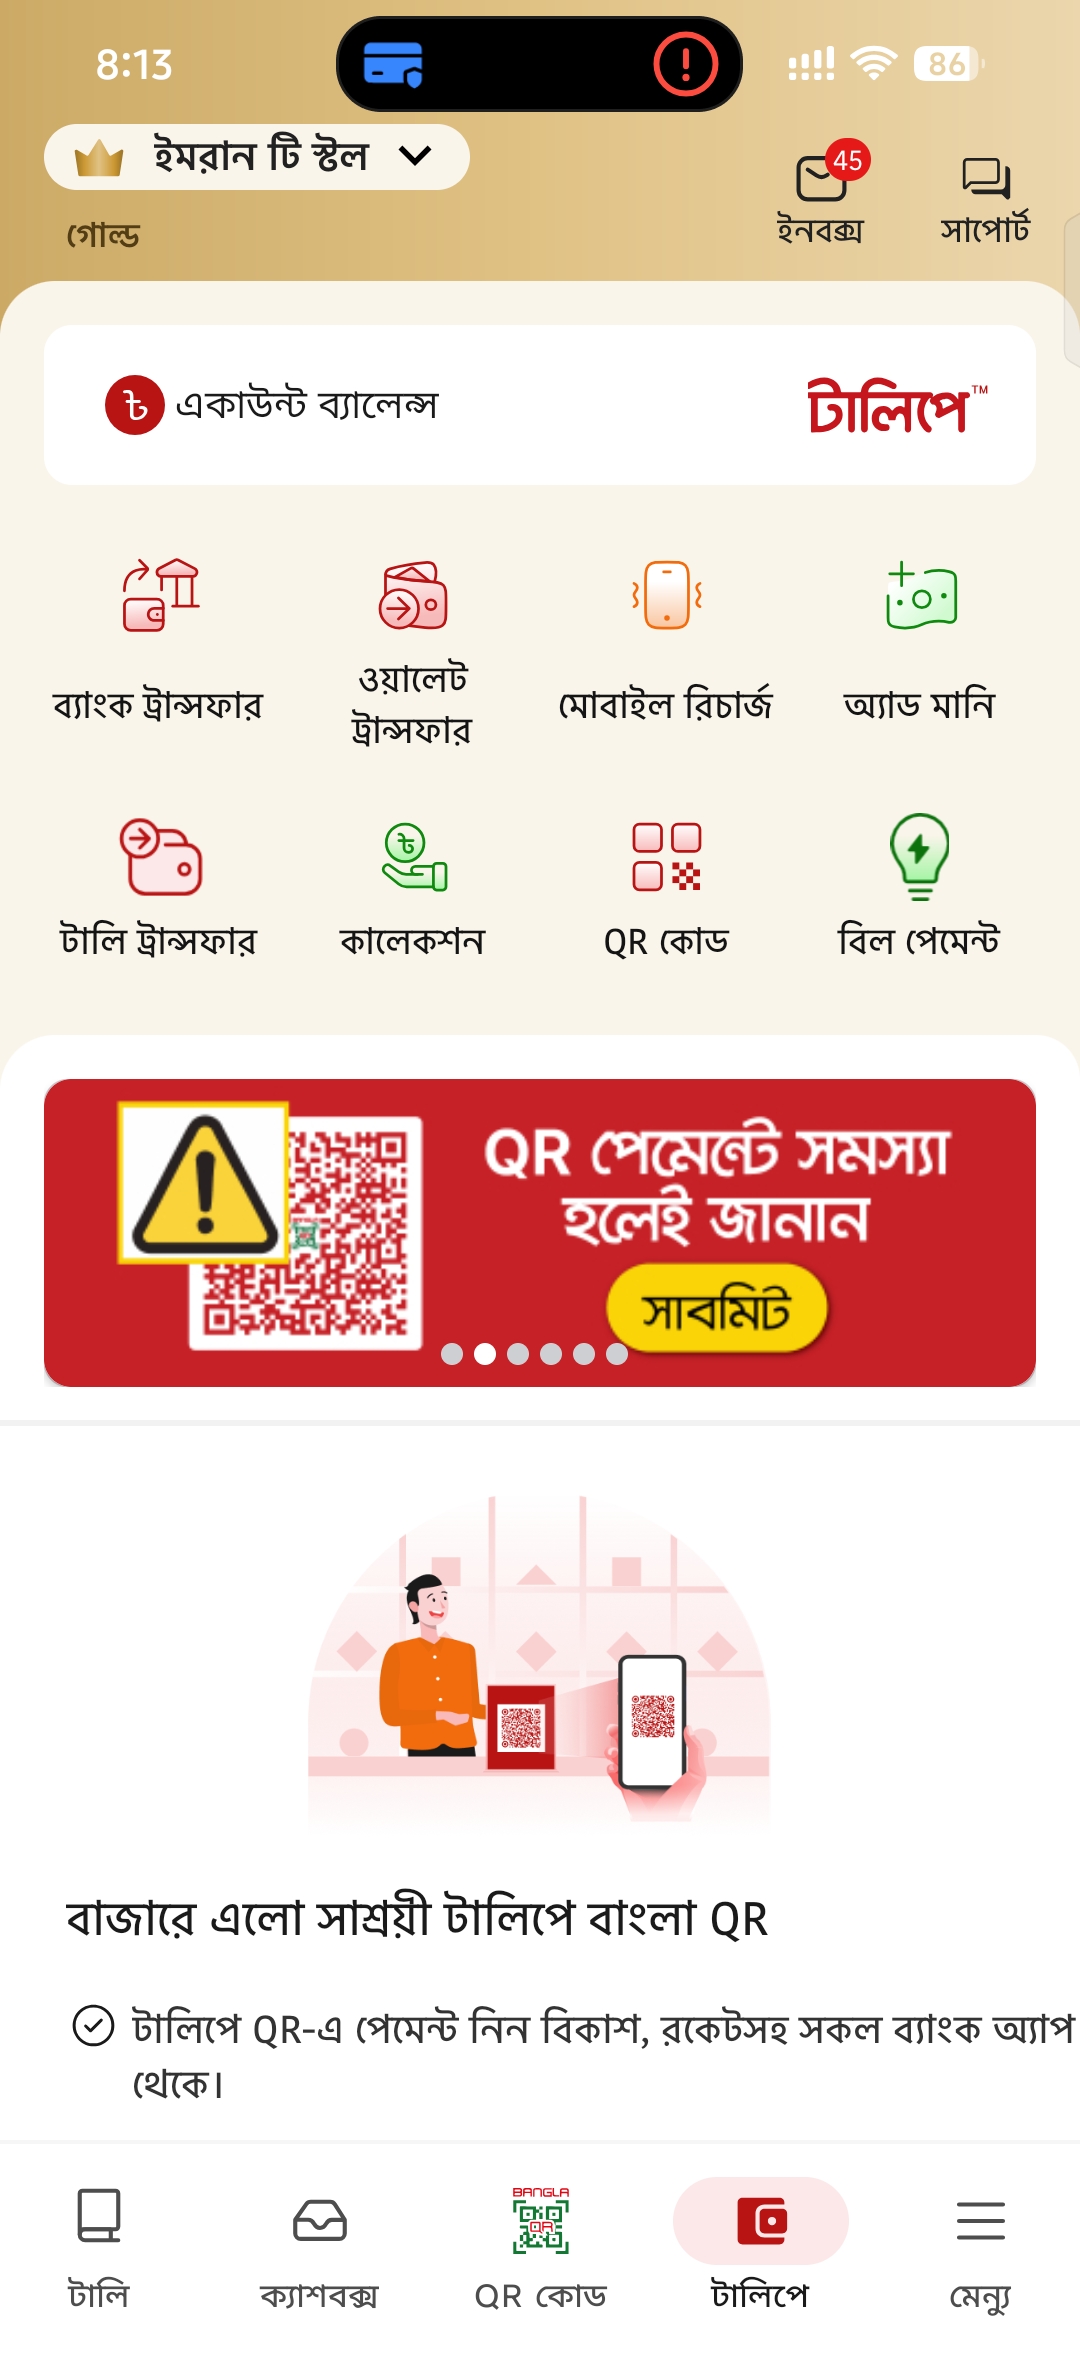 8:13
86
ইমরান টি স্টল
গোল্ড
45
ইনবক্স
সাপোর্ট
৳ একাউন্ট ব্যালেন্স
টালিপে™
ব্যাংক ট্রান্সফার
ওয়ালেট
ট্রান্সফার
মোবাইল রিচার্জ
অ্যাড মানি
টালি ট্রান্সফার
কালেকশন
QR কোড
বিল পেমেন্ট
QR পেমেন্টে সমস্যা
হলেই জানান
সাবমিট
বাজারে এলো সাশ্রয়ী টালিপে বাংলা QR
টালিপে QR-এ পেমেন্ট নিন বিকাশ, রকেটসহ সকল ব্যাংক অ্যাপ
থেকে।
টালি
ক্যাশবক্স
BANGLA
QR
QR কোড
টালিপে
মেন্যু